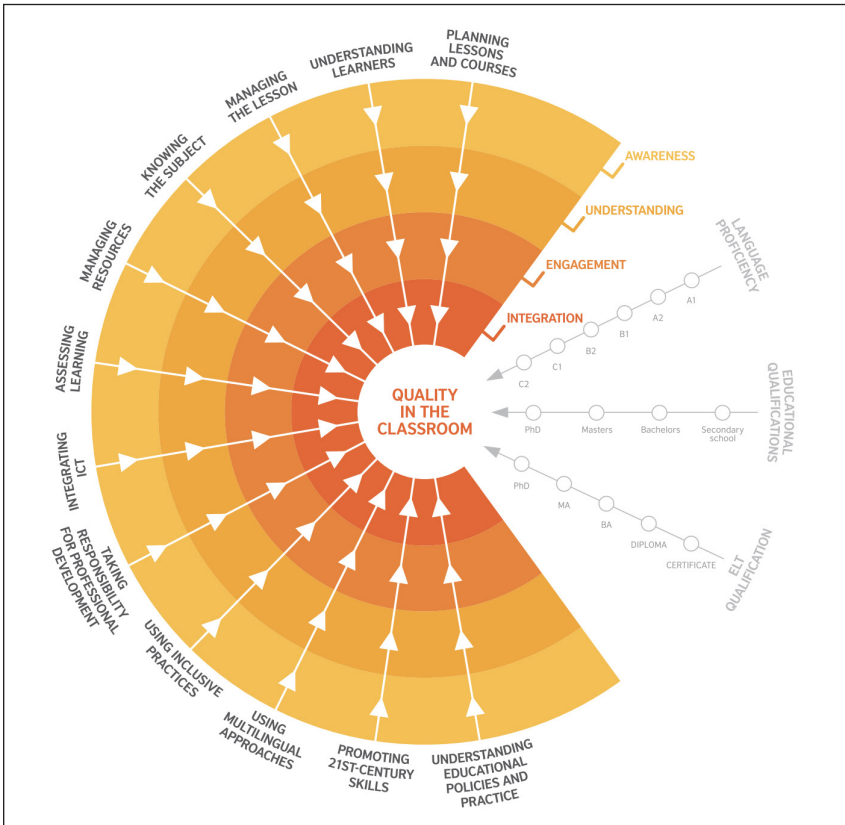 PLANNING
LESSONS
AND COURSES
UNDERSTANDING
LEARNERS
MANAGING
THE LESSON
KNOWING
THE SUBJECT
MANAGING
RESOURCES
ASSESSING
LEARNING
INTEGRATING
ICT
TAKING
RESPONSIBILITY
FOR PROFESSIONAL
DEVELOPMENT
USING INCLUSIVE
PRACTICES
USING
MULTILINGUAL
APPROACHES
PROMOTING
21ST-CENTURY
SKILLS
UNDERSTANDING
EDUCATIONAL
POLICIES AND
PRACTICE
AWARENESS
UNDERSTANDING
ENGAGEMENT
INTEGRATION
QUALITY
IN THE
CLASSROOM
LANGUAGE
PROFICIENCY
A1
A2
B1
B2
C1
C2
EDUCATIONAL
QUALIFICATIONS
PhD
Masters
Bachelors
Secondary
school
ELT
QUALIFICATION
PhD
MA
BA
DIPLOMA
CERTIFICATE